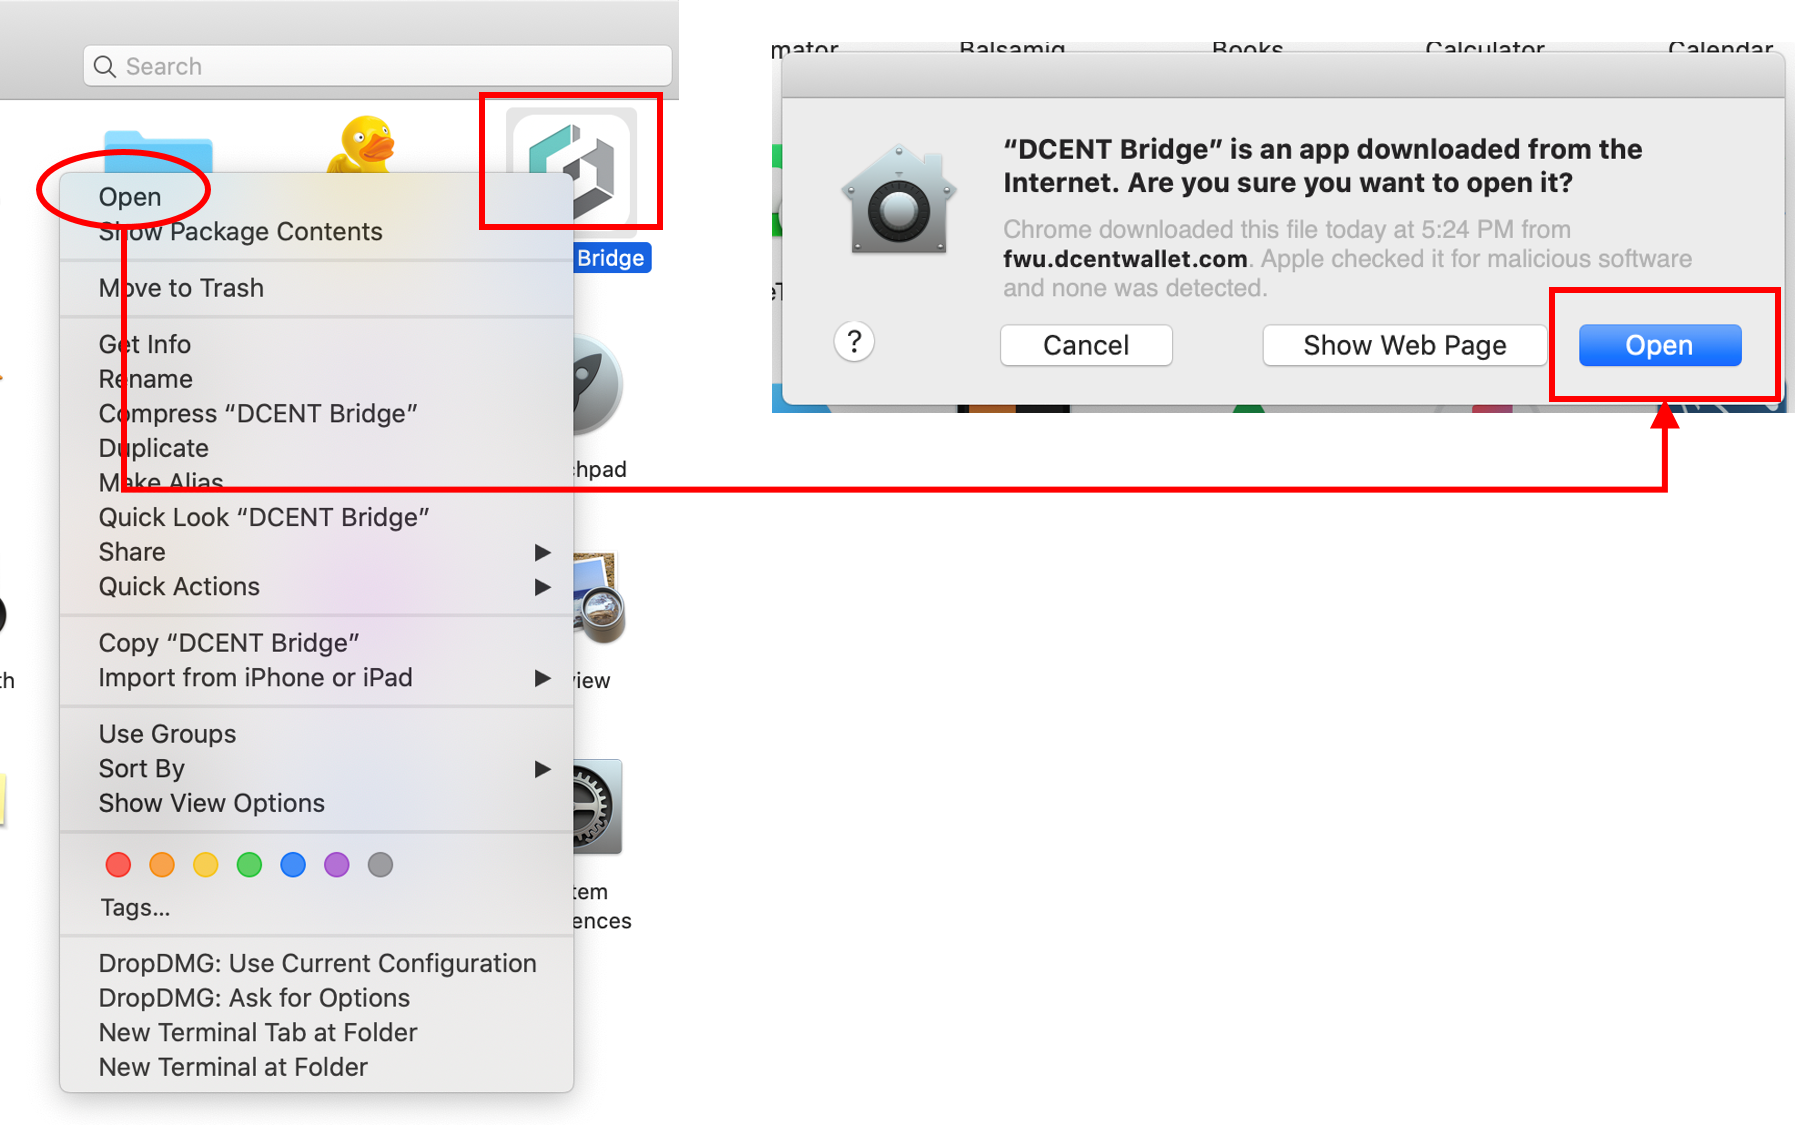 Search
Open
Show Package Contents
Bridge
Move to Trash
Get Info
Rename
Compress “DCENT Bridge”
Duplicate
Make Alias
chpad
Quick Look “DCENT Bridge”
Share
Quick Actions
Copy “DCENT Bridge”
Import from iPhone or iPad
view
th
Use Groups
Sort By
Show View Options
Tags...
tem
ences
DropDMG: Use Current Configuration
DropDMG: Ask for Options
New Terminal Tab at Folder
New Terminal at Folder
mator Balsamiq Books Calculator Calendar
“DCENT Bridge” is an app downloaded from the
Internet. Are you sure you want to open it?
Chrome downloaded this file today at 5:24 PM from
fwu.dcentwallet.com. Apple checked it for malicious software
and none was detected.
? Cancel Show Web Page Open